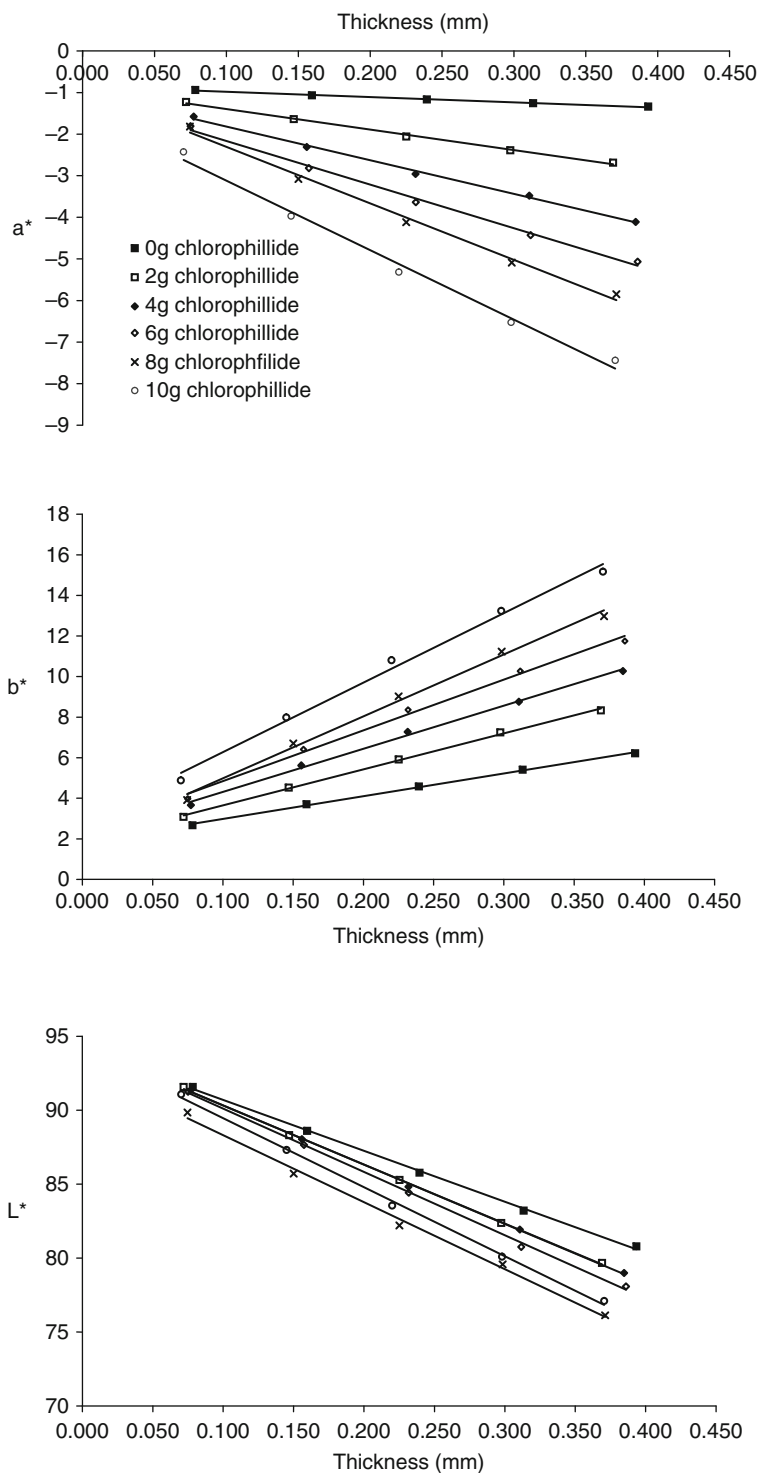 Thickness (mm)
0.000 0.050 0.100 0.150 0.200 0.250 0.300 0.350 0.400 0.450
0
–1
–2
–3
–4
–5
–6
–7
–8
–9
a*
0g chlorophillide
2g chlorophillide
4g chlorophillide
6g chlorophillide
8g chlorophfilide
10g chlorophillide
18
16
14
12
10
8
6
4
2
0
b*
0.000 0.050 0.100 0.150 0.200 0.250 0.300 0.350 0.400 0.450
Thickness (mm)
95
90
85
80
75
70
L*
0.000 0.050 0.100 0.150 0.200 0.250 0.300 0.350 0.400 0.450
Thickness (mm)